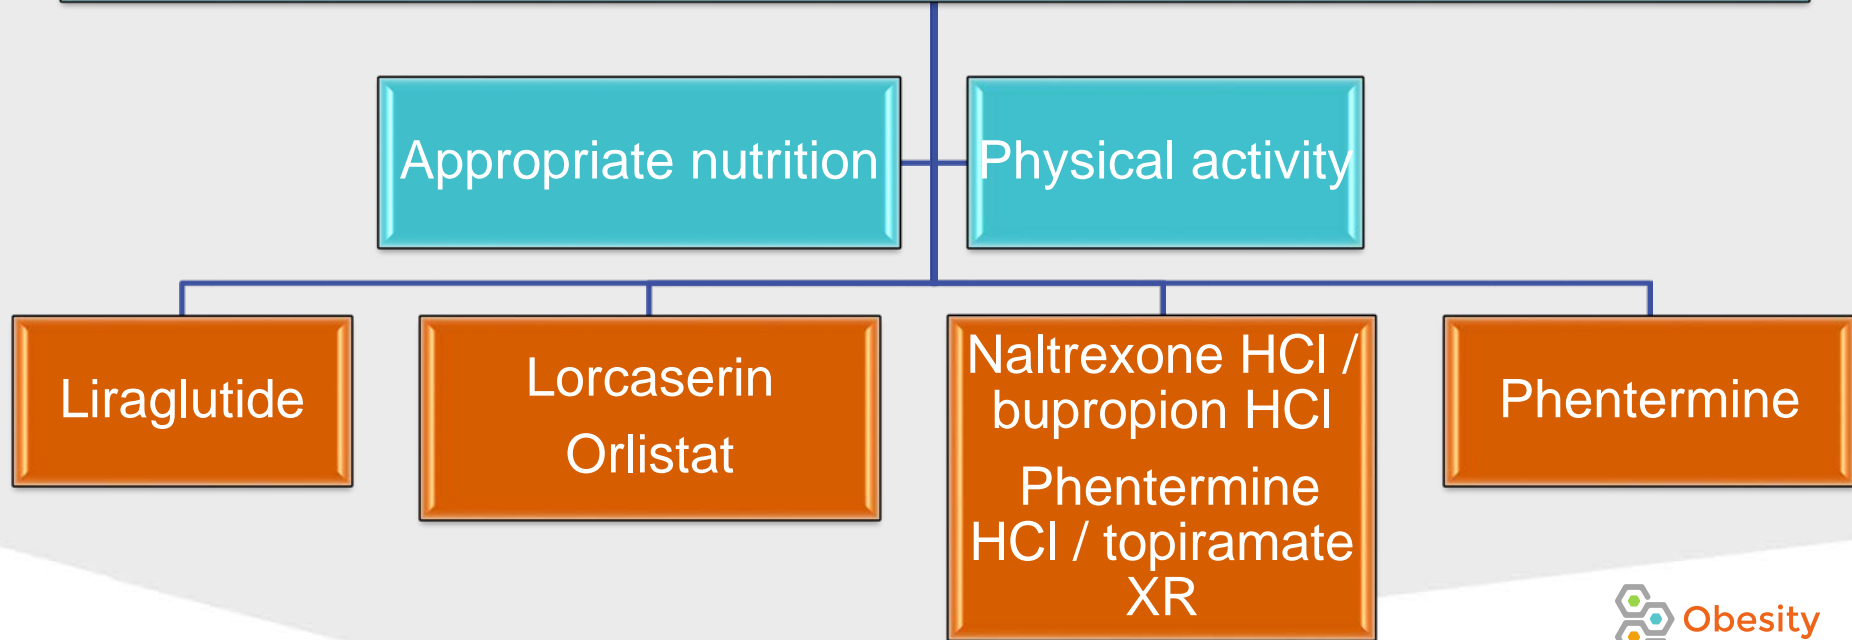 Appropriate nutrition
Physical activity
Liraglutide
Lorcaserin
Orlistat
Naltrexone HCl /
bupropion HCl
Phentermine
HCl / topiramate
XR
Phentermine
Obesity